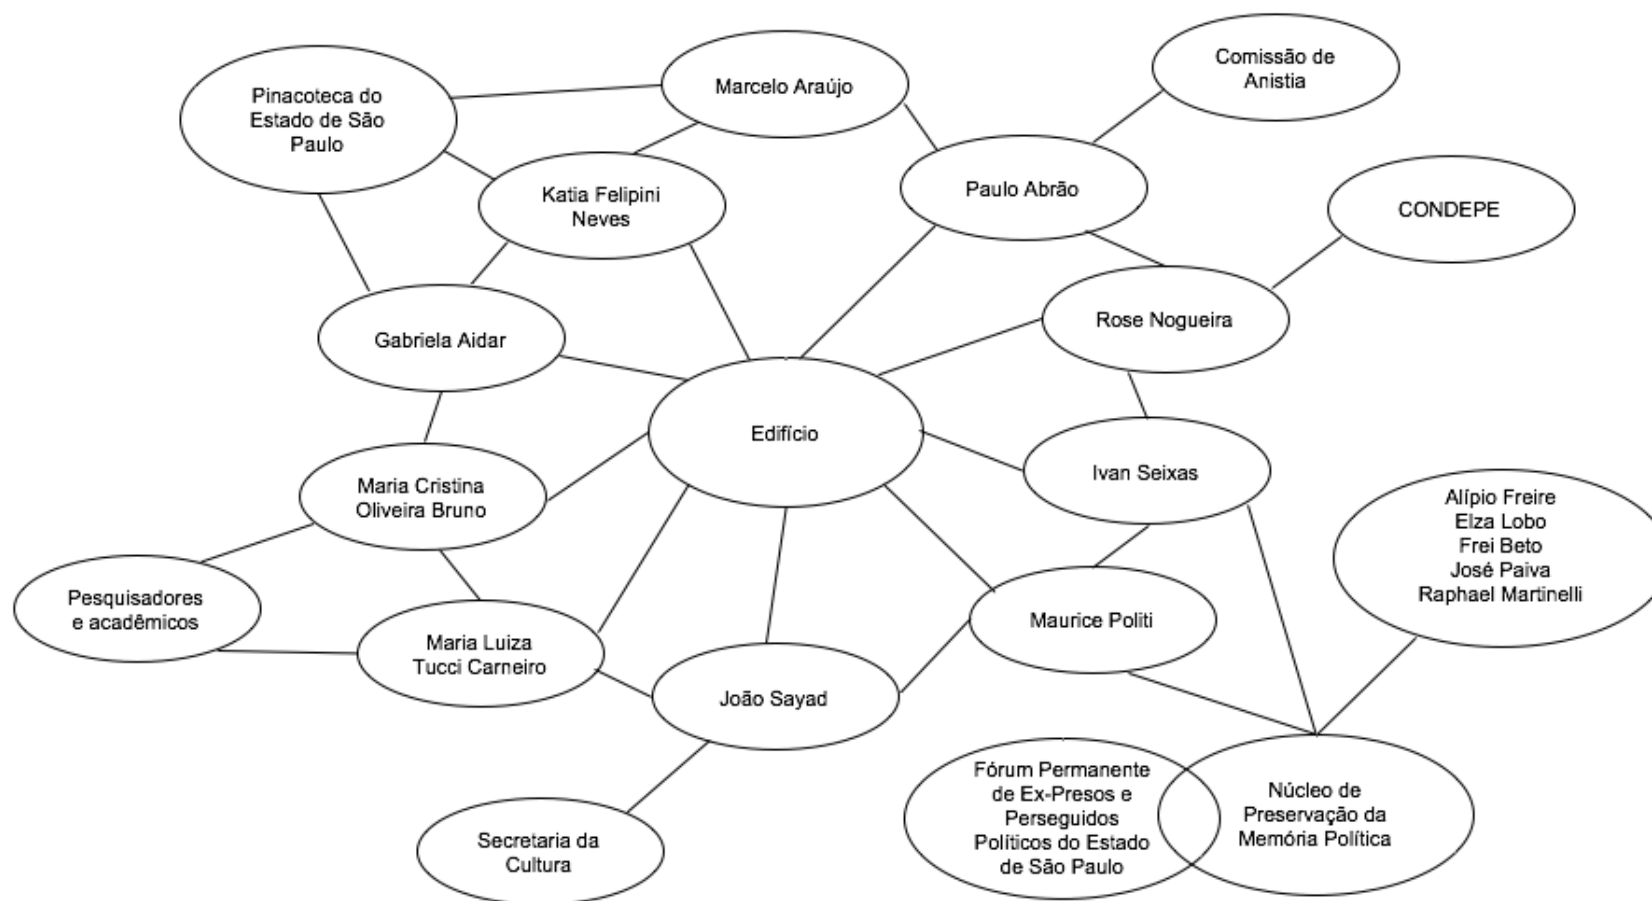 Pinacoteca do
Estado de São
Paulo
Marcelo Araújo
Comissão de
Anistia
Katia Felipini
Neves
Paulo Abrão
CONDEPE
Gabriela Aidar
Rose Nogueira
Edifício
Maria Cristina
Oliveira Bruno
Ivan Seixas
Alípio Freire
Elza Lobo
Frei Beto
José Paiva
Raphael Martinelli
Pesquisadores
e acadêmicos
Maria Luiza
Tucci Carneiro
João Sayad
Maurice Politi
Secretaria da
Cultura
Fórum Permanente
de Ex-Presos e
Perseguidos
Políticos do Estado
de São Paulo
Núcleo de
Preservação da
Memória Política